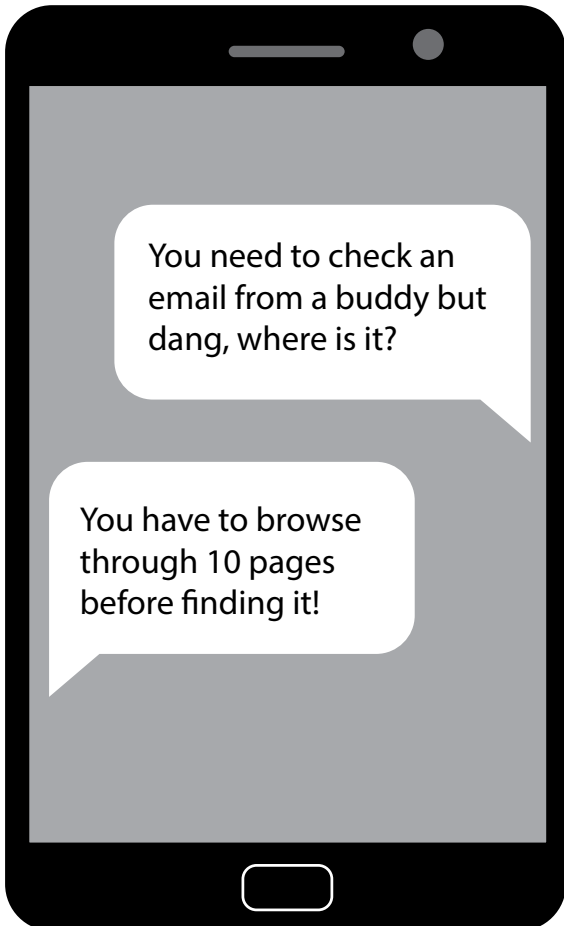 You need to check an
email from a buddy but
dang, where is it?
You have to browse
through 10 pages
before finding it!